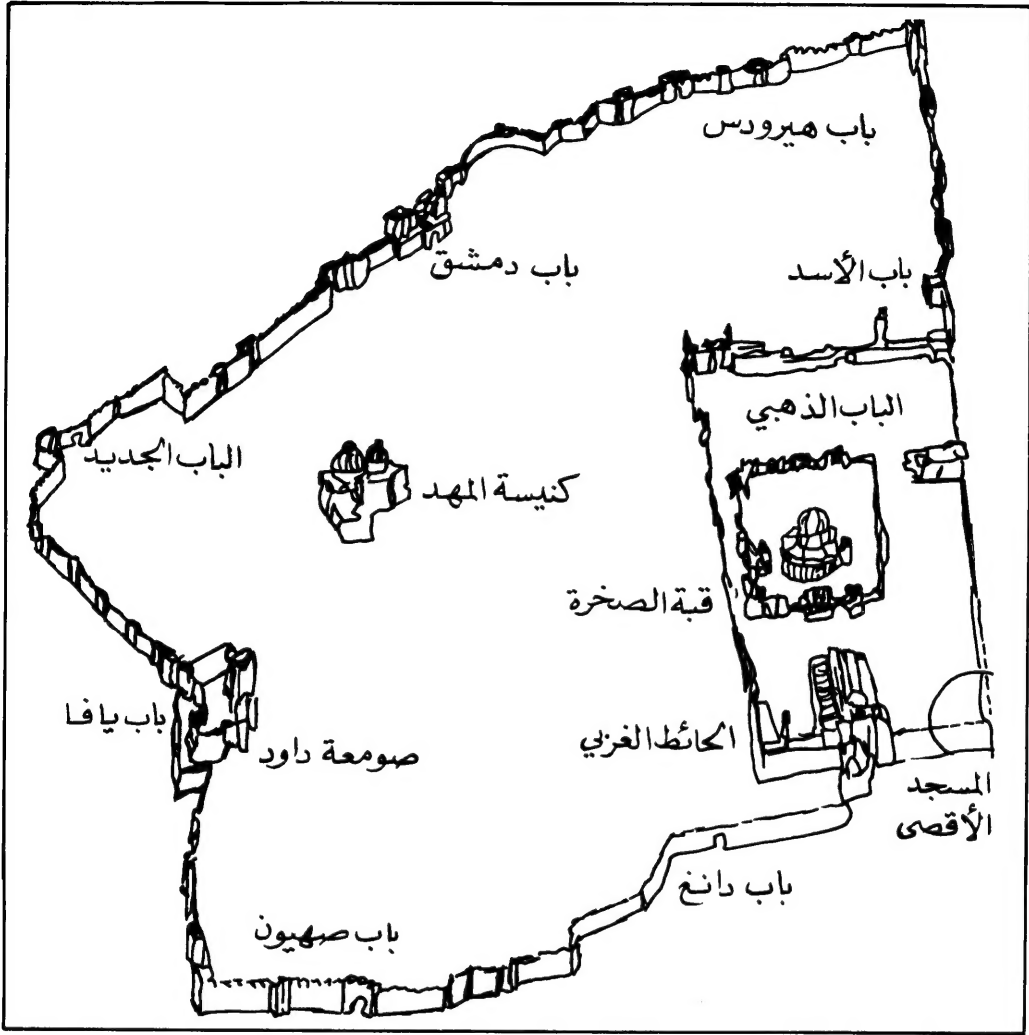 باب هيرودس
باب دمشق
باب الأسد
الباب الذهبي
الباب الجديد
كنيسة المهد
قبة الصخرة
باب يافا
صومعة داود
الحائط الغربي
المسجد
الأقصى
باب دانغ
باب صهيون